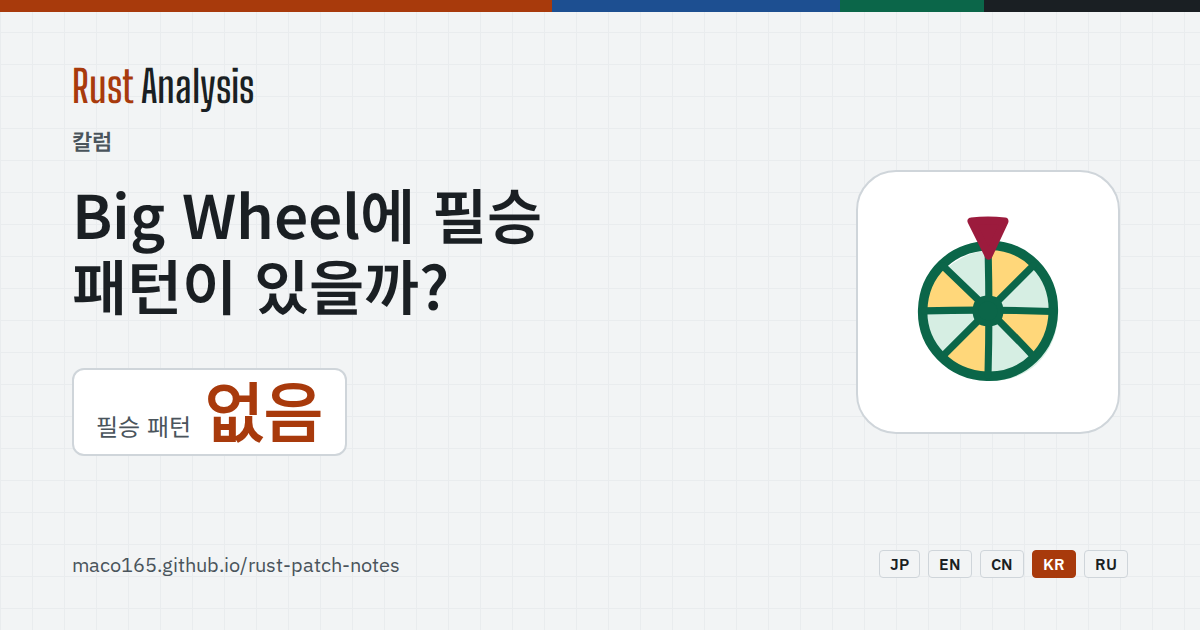 Rust Analysis
칼럼
Big Wheel에 필승
패턴이 있을까?
필승 패턴 없음
maco165.github.io/rust-patch-notes
JP EN CN KR RU